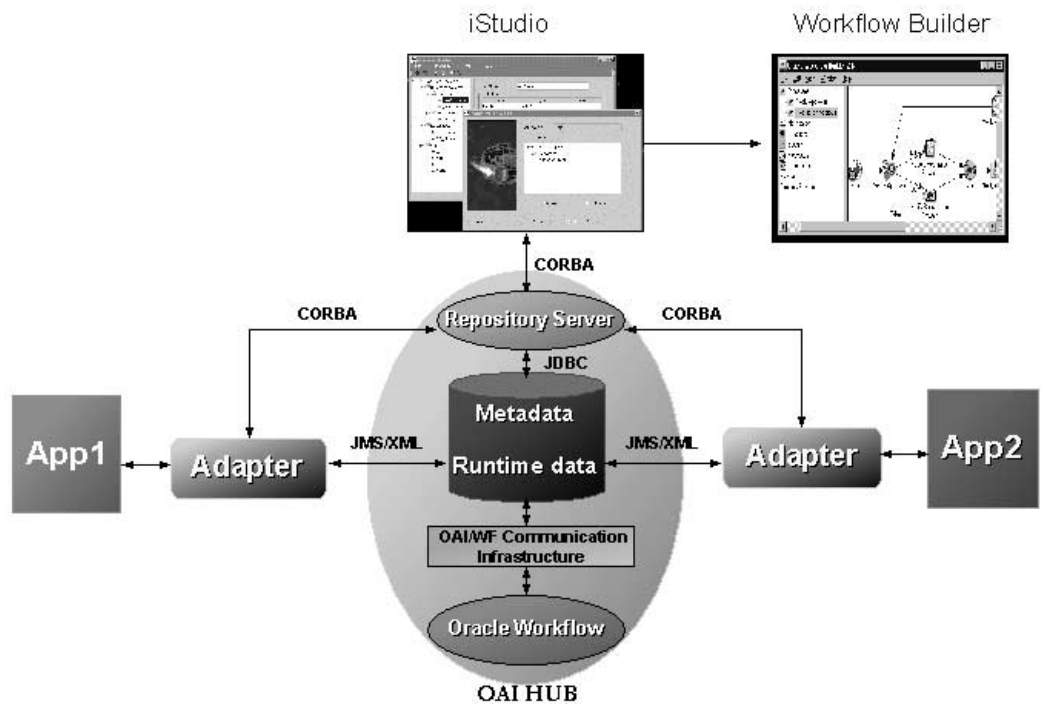 iStudio
Workflow Builder
CORBA
CORBA
Repository Server
CORBA
JDBC
Metadata
App1
Adapter
JMS/XML
Runtime data
JMS/XML
Adapter
App2
OAI/WF Communication
Infrastructure
Oracle Workflow
OAI HUB